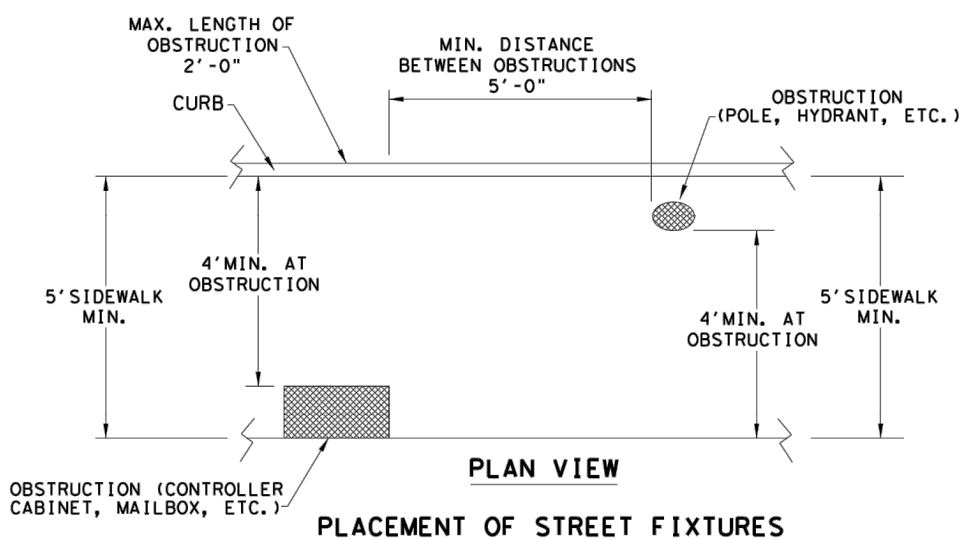 MAX. LENGTH OF
OBSTRUCTION
2'-0"
CURB
MIN. DISTANCE
BETWEEN OBSTRUCTIONS
5'-0"
OBSTRUCTION
(POLE, HYDRANT, ETC.)
5' SIDEWALK
MIN.
4' MIN. AT
OBSTRUCTION
4' MIN. AT
OBSTRUCTION
5' SIDEWALK
MIN.
OBSTRUCTION (CONTROLLER
CABINET, MAILBOX, ETC.)
PLAN VIEW
PLACEMENT OF STREET FIXTURES